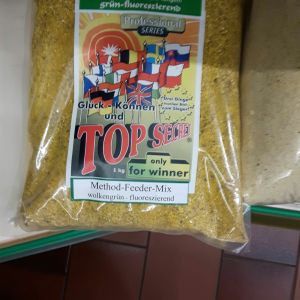 grün-fluoreszierend
Professional
SERIES
Glück - Können
und
TOP SECRET
only
1 kg for winner
Method-Feeder-Mix
wolkengrün - fluoreszierend